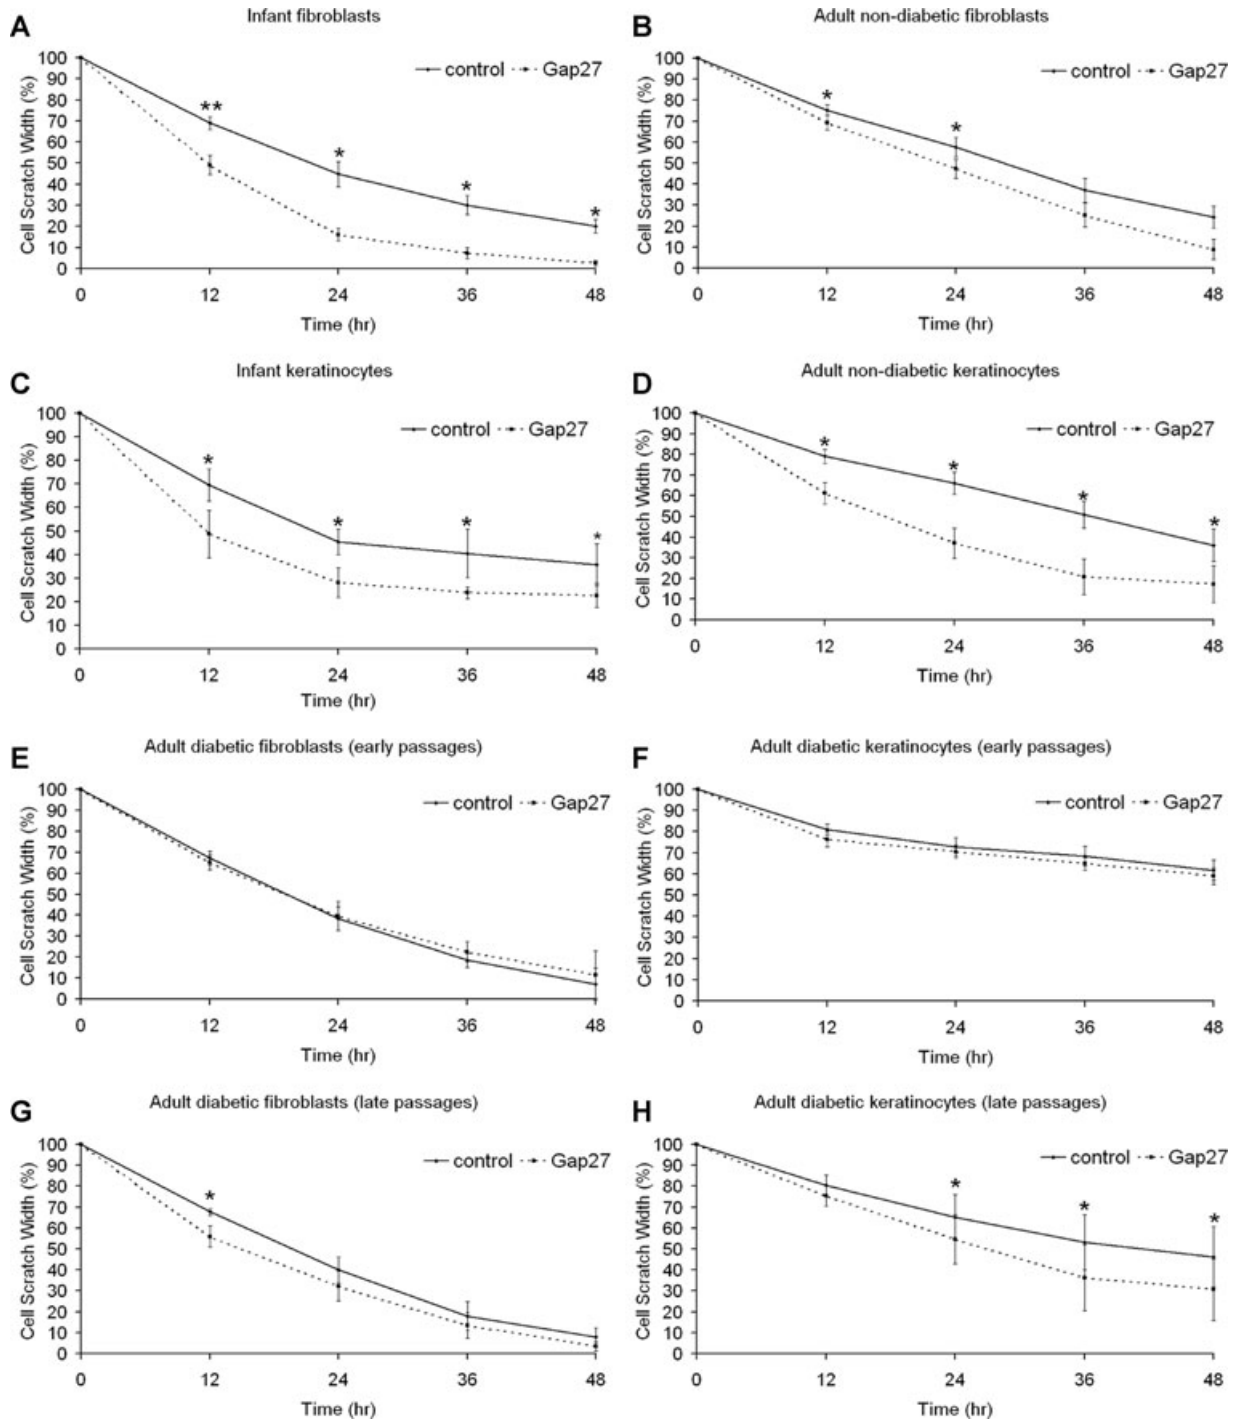 A
Infant fibroblasts
Cell Scratch Width (%)
100
90
80
70
60
50
40
30
20
10
0
control Gap27
**
*
*
*
0 12 24 36 48
Time (hr)
B
Adult non-diabetic fibroblasts
Cell Scratch Width (%)
100
90
80
70
60
50
40
30
20
10
0
control Gap27
*
*
0 12 24 36 48
Time (hr)
C
Infant keratinocytes
Cell Scratch Width (%)
100
90
80
70
60
50
40
30
20
10
0
control Gap27
*
*
*
*
0 12 24 36 48
Time (hr)
D
Adult non-diabetic keratinocytes
Cell Scratch Width (%)
100
90
80
70
60
50
40
30
20
10
0
control Gap27
*
*
*
*
0 12 24 36 48
Time (hr)
E
Adult diabetic fibroblasts (early passages)
Cell Scratch Width (%)
100
90
80
70
60
50
40
30
20
10
0
control Gap27
0 12 24 36 48
Time (hr)
F
Adult diabetic keratinocytes (early passages)
Cell Scratch Width (%)
100
90
80
70
60
50
40
30
20
10
0
control Gap27
0 12 24 36 48
Time (hr)
G
Adult diabetic fibroblasts (late passages)
Cell Scratch Width (%)
100
90
80
70
60
50
40
30
20
10
0
control Gap27
*
0 12 24 36 48
Time (hr)
H
Adult diabetic keratinocytes (late passages)
Cell Scratch Width (%)
100
90
80
70
60
50
40
30
20
10
0
control Gap27
*
*
*
0 12 24 36 48
Time (hr)